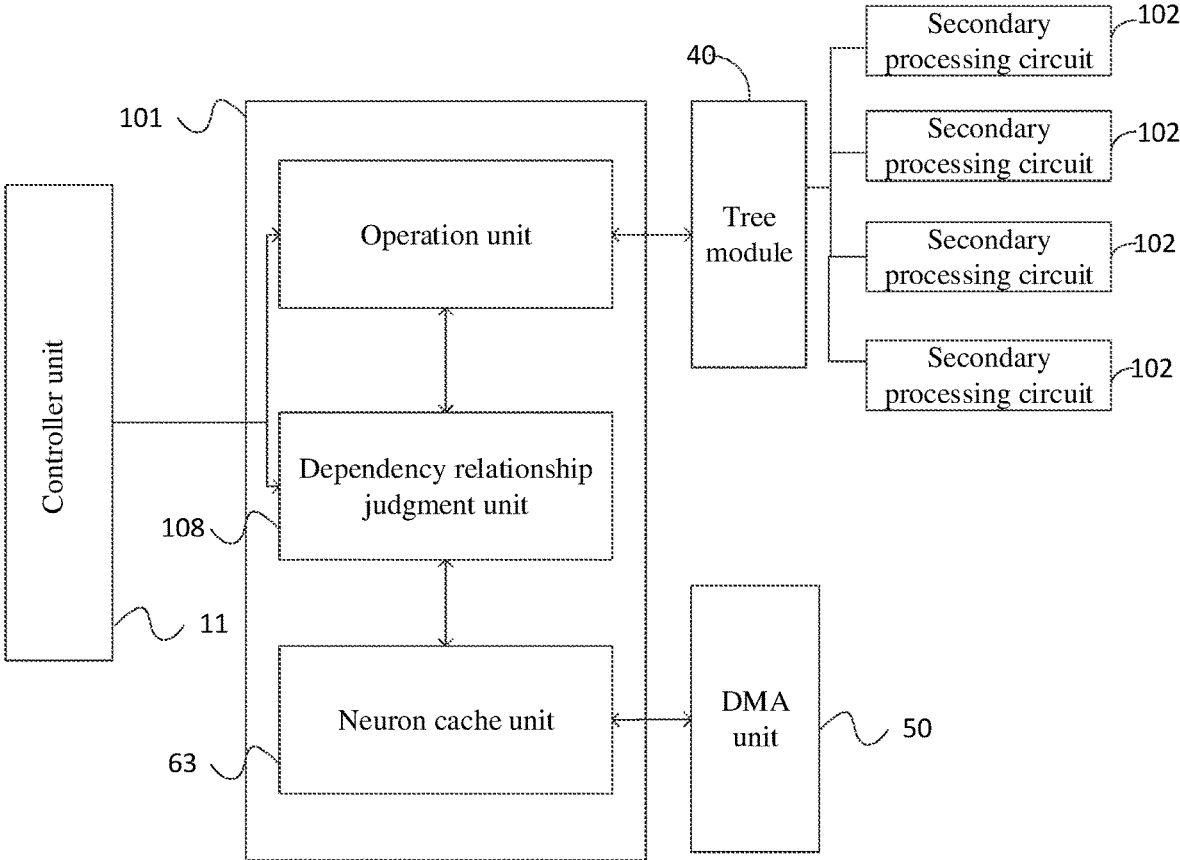 Secondary
processing circuit
102
40
101
Secondary
processing circuit
102
Operation unit
Tree
module
Secondary
processing circuit
102
Controller unit
Secondary
processing circuit
102
Dependency relationship
judgment unit
108
11
Neuron cache unit
DMA
unit
50
63